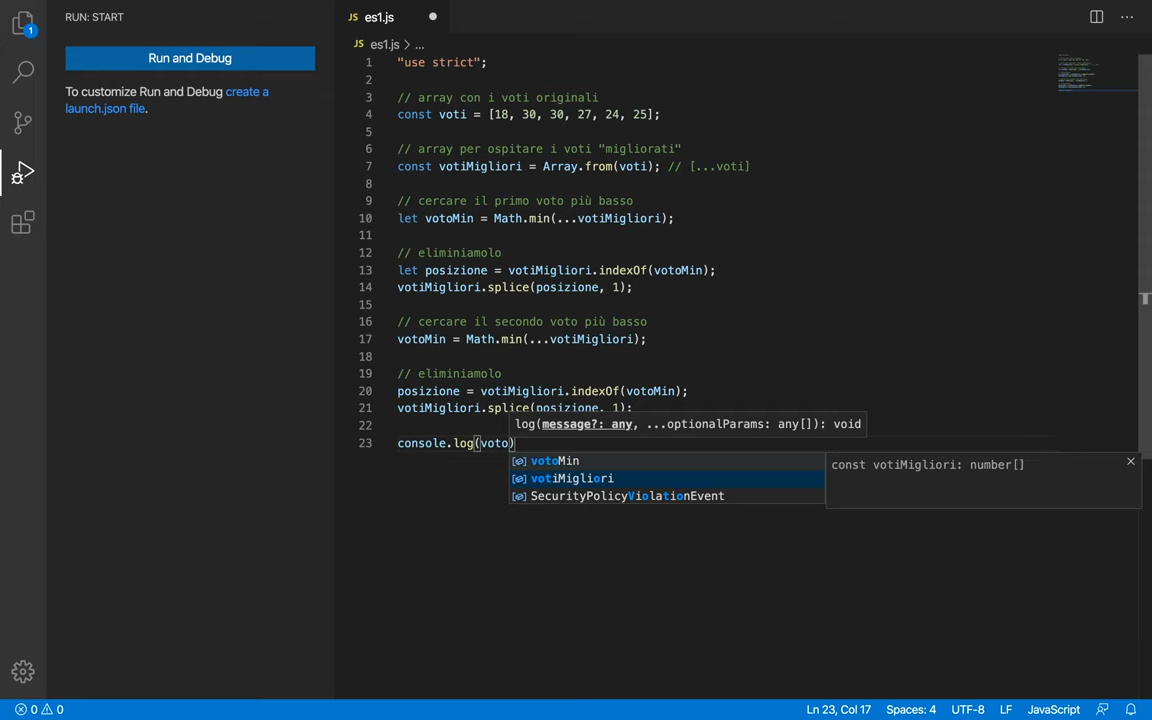 RUN: START
1
Run and Debug
To customize Run and Debug create a
launch.json file.
JS es1.js
JS es1.js > ...
1 "use strict";
2
3 // array con i voti originali
4 const voti = [18, 30, 30, 27, 24, 25];
5
6 // array per ospitare i voti "migliorati"
7 const votiMigliori = Array.from(voti); // [...voti]
8
9 // cercare il primo voto più basso
10 let votoMin = Math.min(...votiMigliori);
11
12 // eliminiamolo
13 let posizione = votiMigliori.indexOf(votoMin);
14 votiMigliori.splice(posizione, 1);
15
16 // cercare il secondo voto più basso
17 votoMin = Math.min(...votiMigliori);
18
19 // eliminiamolo
20 posizione = votiMigliori.indexOf(votoMin);
21 votiMigliori.splice(posizione, 1);
22
log(message?: any, ...optionalParams: any[]): void
23 console.log(voto)
votoMin
votiMigliori
SecurityPolicyViolationEvent
const votiMigliori: number[]
0 0
Ln 23, Col 17 Spaces: 4 UTF-8 LF JavaScript